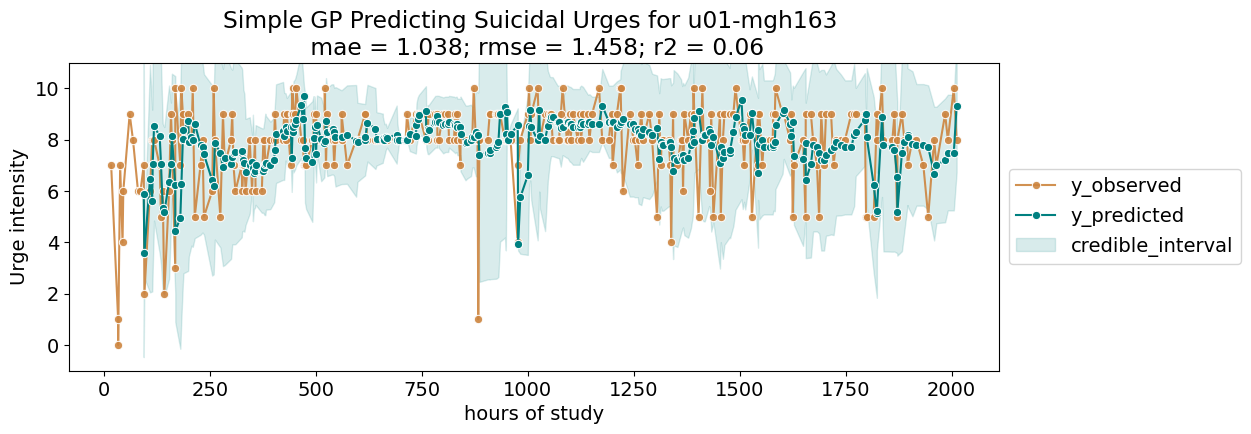 Simple GP Predicting Suicidal Urges for u01-mgh163
mae = 1.038; rmse = 1.458; r2 = 0.06
Urge intensity
10
8
6
4
2
0
0 250 500 750 1000 1250 1500 1750 2000
hours of study
y_observed
y_predicted
credible_interval